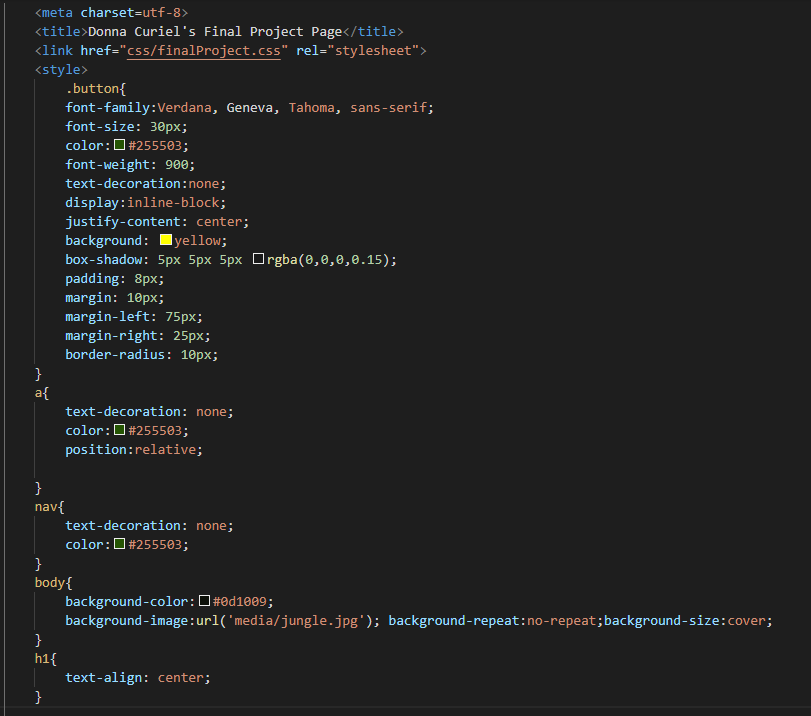 <meta charset=utf-8>
<title>Donna Curiel's Final Project Page</title>
<link href="css/finalProject.css" rel="stylesheet">
<style>
.button{
font-family:Verdana, Geneva, Tahoma, sans-serif;
font-size: 30px;
color:#255503;
font-weight: 900;
text-decoration:none;
display:inline-block;
justify-content: center;
background: yellow;
box-shadow: 5px 5px 5px rgba(0,0,0,0.15);
padding: 8px;
margin: 10px;
margin-left: 75px;
margin-right: 25px;
border-radius: 10px;
}
a{
text-decoration: none;
color:#255503;
position:relative;
}
nav{
text-decoration: none;
color:#255503;
}
body{
background-color:#0d1009;
background-image:url('media/jungle.jpg'); background-repeat:no-repeat;background-size:cover;
}
h1{
text-align: center;
}